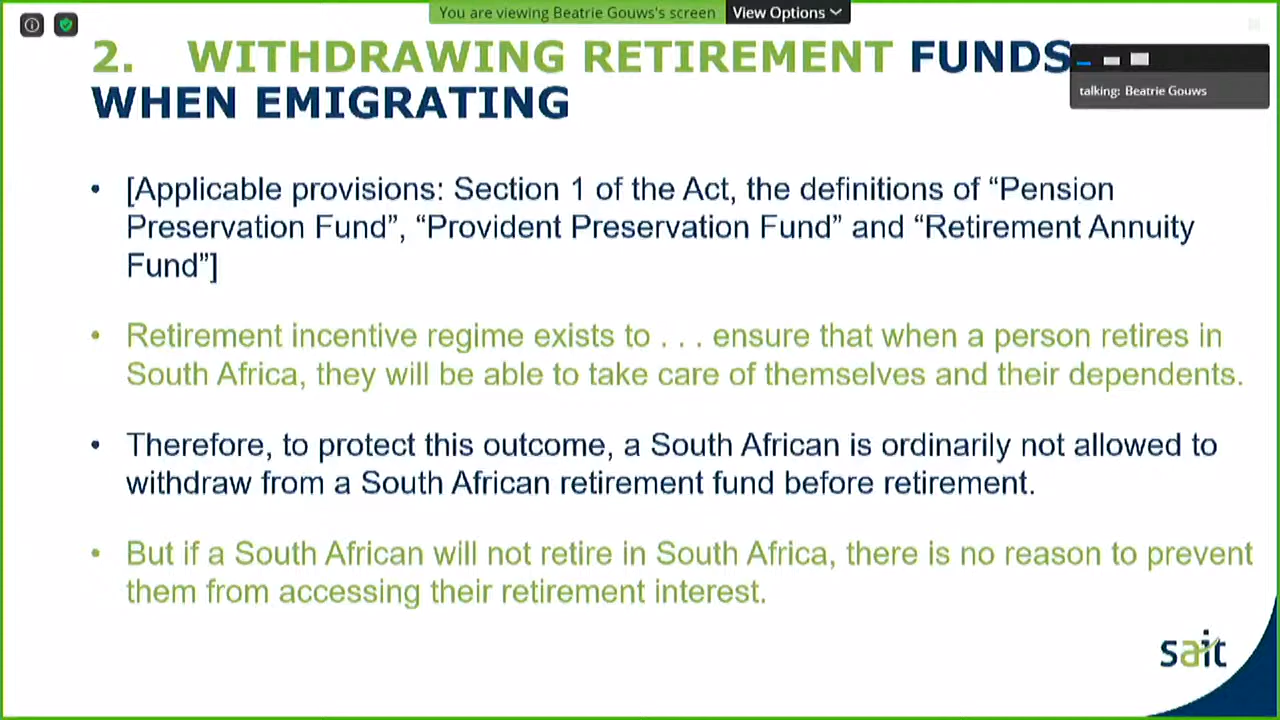 You are viewing Beatrie Gouws's screen
View Options
2. WITHDRAWING RETIREMENT FUNDS
WHEN EMIGRATING
talking: Beatrie Gouws
• [Applicable provisions: Section 1 of the Act, the definitions of “Pension
Preservation Fund”, “Provident Preservation Fund” and “Retirement Annuity
Fund”]
• Retirement incentive regime exists to . . . ensure that when a person retires in
South Africa, they will be able to take care of themselves and their dependents.
• Therefore, to protect this outcome, a South African is ordinarily not allowed to
withdraw from a South African retirement fund before retirement.
• But if a South African will not retire in South Africa, there is no reason to prevent
them from accessing their retirement interest.
sait